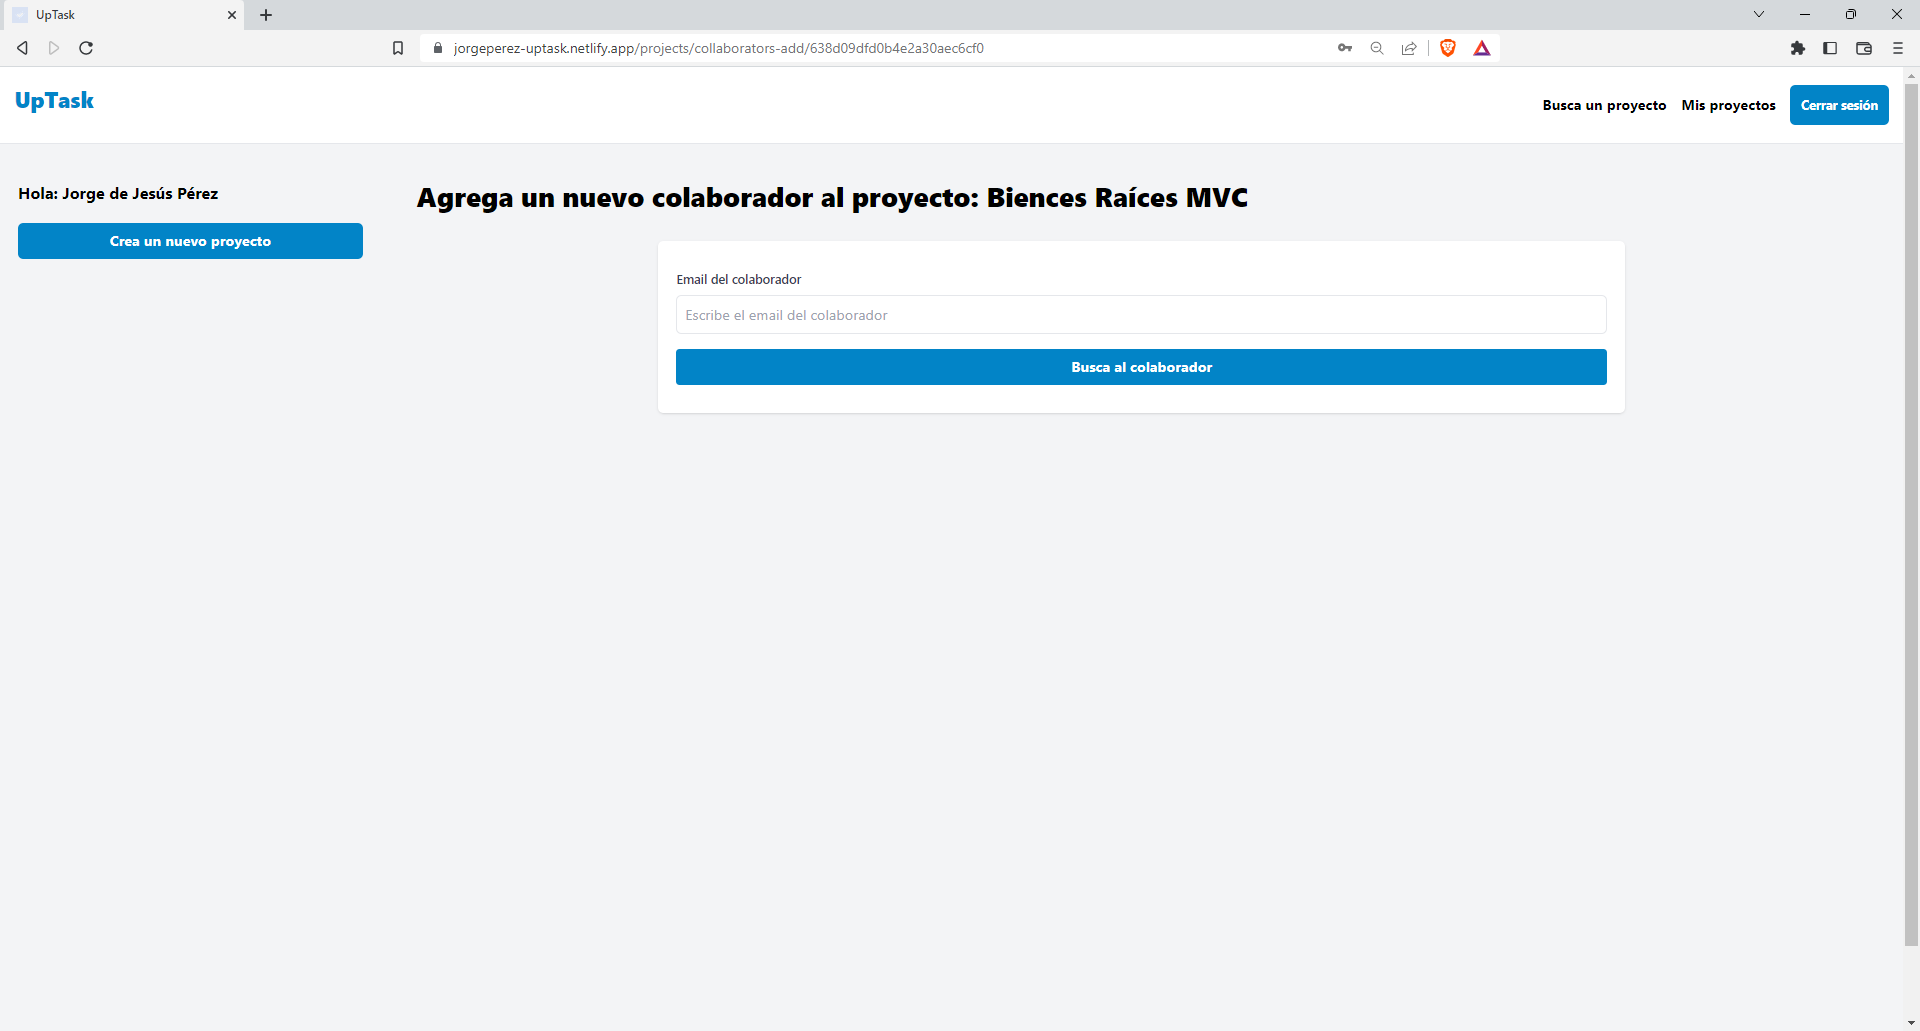 UpTask
jorgeperez-uptask.netlify.app/projects/collaborators-add/638d09dfd0b4e2a30aec6cf0
UpTask
Busca un proyecto
Mis proyectos
Cerrar sesión
Hola: Jorge de Jesús Pérez
Crea un nuevo proyecto
Agrega un nuevo colaborador al proyecto: Biences Raíces MVC
Email del colaborador
Escribe el email del colaborador
Busca al colaborador